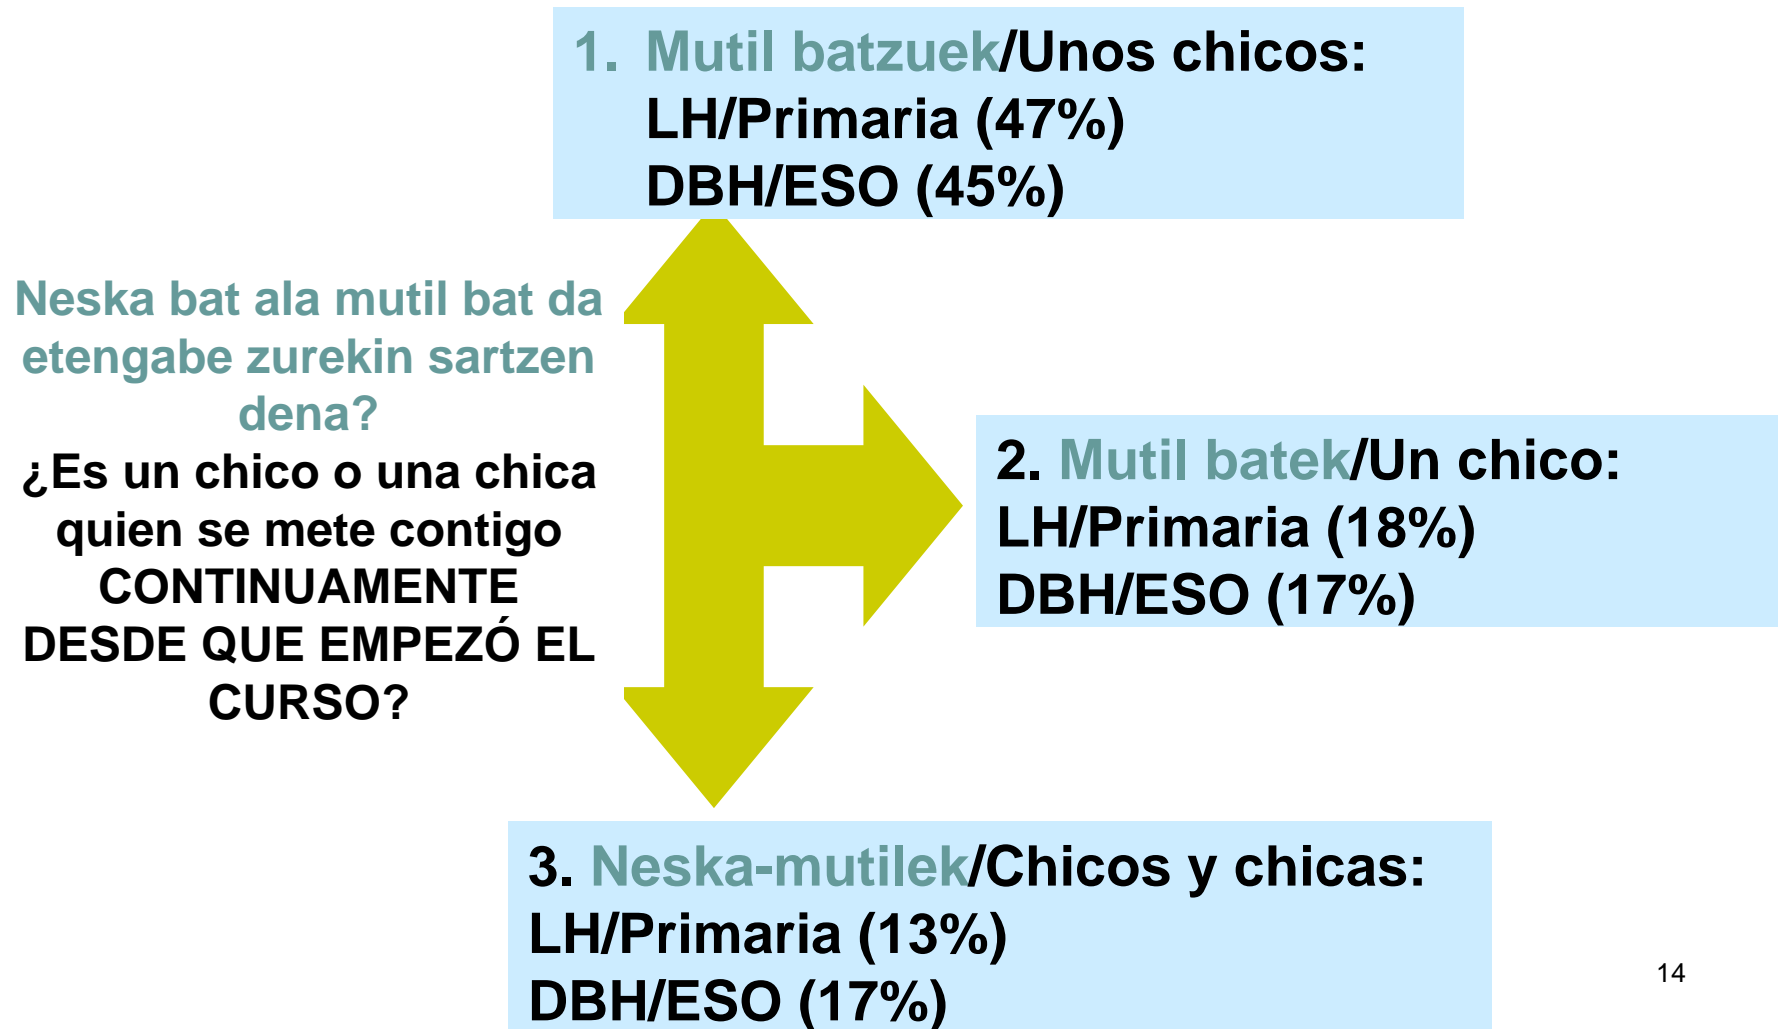 1. Mutil batzuek/Unos chicos:
LH/Primaria (47%)
DBH/ESO (45%)
Neska bat ala mutil bat da
etengabe zurekin sartzen
dena?
¿Es un chico o una chica
quien se mete contigo
CONTINUAMENTE
DESDE QUE EMPEZÓ EL
CURSO?
2. Mutil batek/Un chico:
LH/Primaria (18%)
DBH/ESO (17%)
3. Neska-mutilek/Chicos y chicas:
LH/Primaria (13%)
DBH/ESO (17%)
14